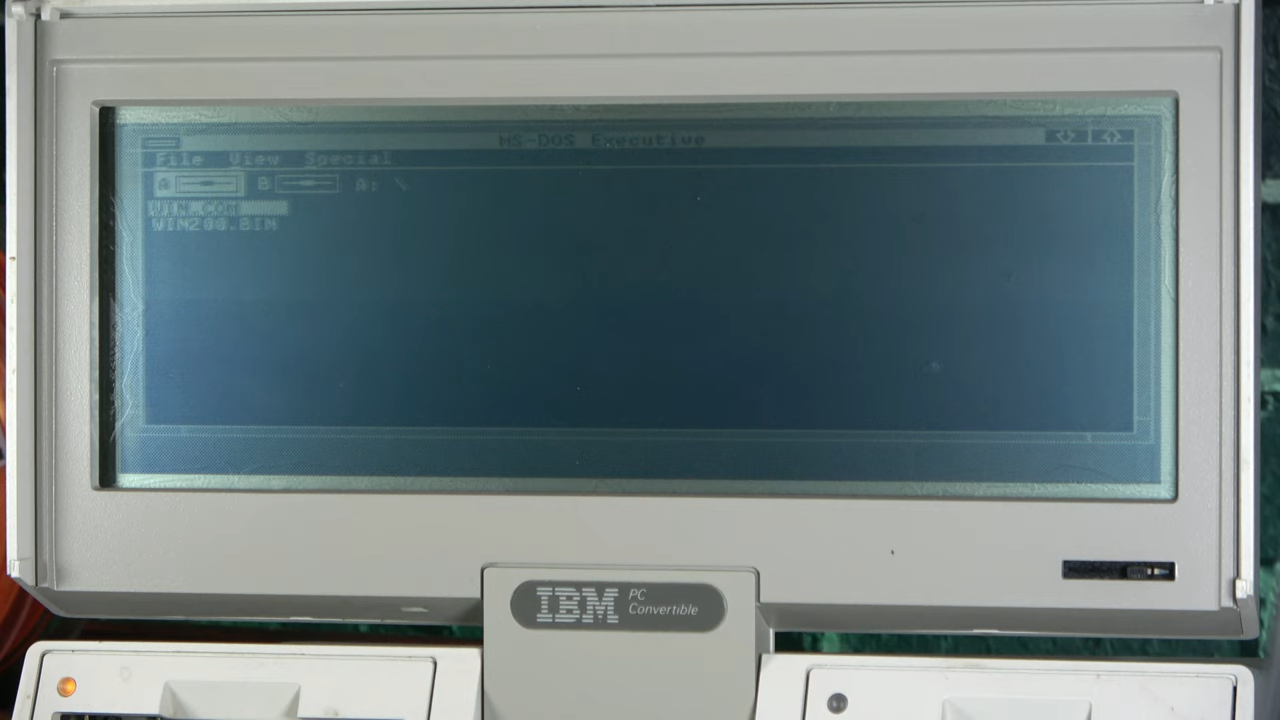 MS-DOS Executive
File View Special
A B A: \
WIN.COM
WIN200.BIN
IBM PC
Convertible